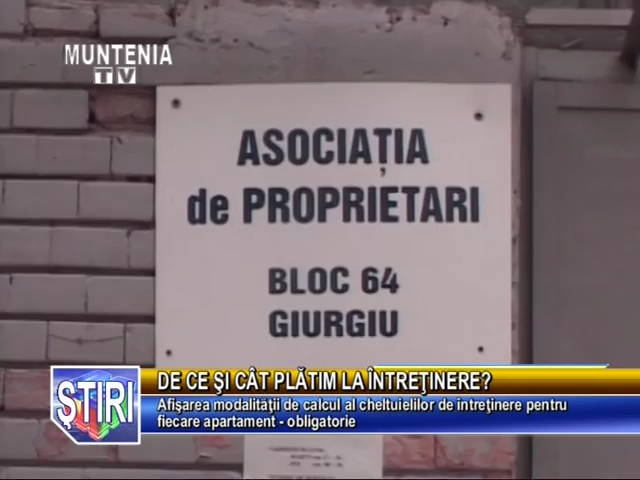 MUNTENIA
TV
ASOCIAȚIA
de PROPRIETARI
BLOC 64
GIURGIU
ŞTIRI
DE CE ŞI CÂT PLĂTIM LA ÎNTREŢINERE?
Afişarea modalităţii de calcul al cheltuielilor de întreţinere pentru
fiecare apartament - obligatorie